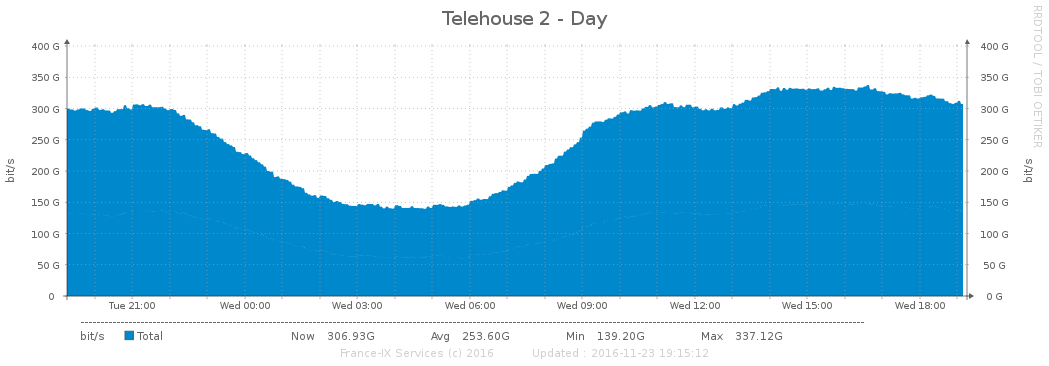 Telehouse 2 - Day
RRDTOOL / TOBI OETIKER
400 G 400 G
350 G 350 G
300 G 300 G
250 G 250 G
200 G 200 G
150 G 150 G
100 G 100 G
50 G 50 G
0 0 G
bit/s bit/s
Tue 21:00 Wed 00:00 Wed 03:00 Wed 06:00 Wed 09:00 Wed 12:00 Wed 15:00 Wed 18:00
bit/s Total Now 306.93G Avg 253.60G Min 139.20G Max 337.12G
France-IX Services (c) 2016 Updated : 2016-11-23 19:15:12